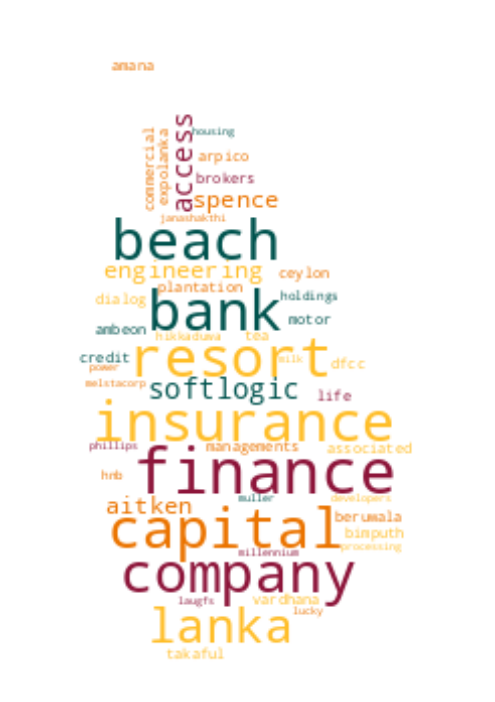 amana
housing
commercial
expolanka
access
arpico
brokers
spence
janashakthi
beach
engineering
ceylon
plantation
dialog
bank
holdings
motor
ambeon
hikkaduwa
tea
resort
credit
milk
dfcc
power
melstacorp
softlogic
life
insurance
phillips
managements
associated
finance
hnb
muller
developers
aitken
capital
beruwala
bimputh
processing
millennium
company
laugfs
vardhana
lucky
lanka
takaful